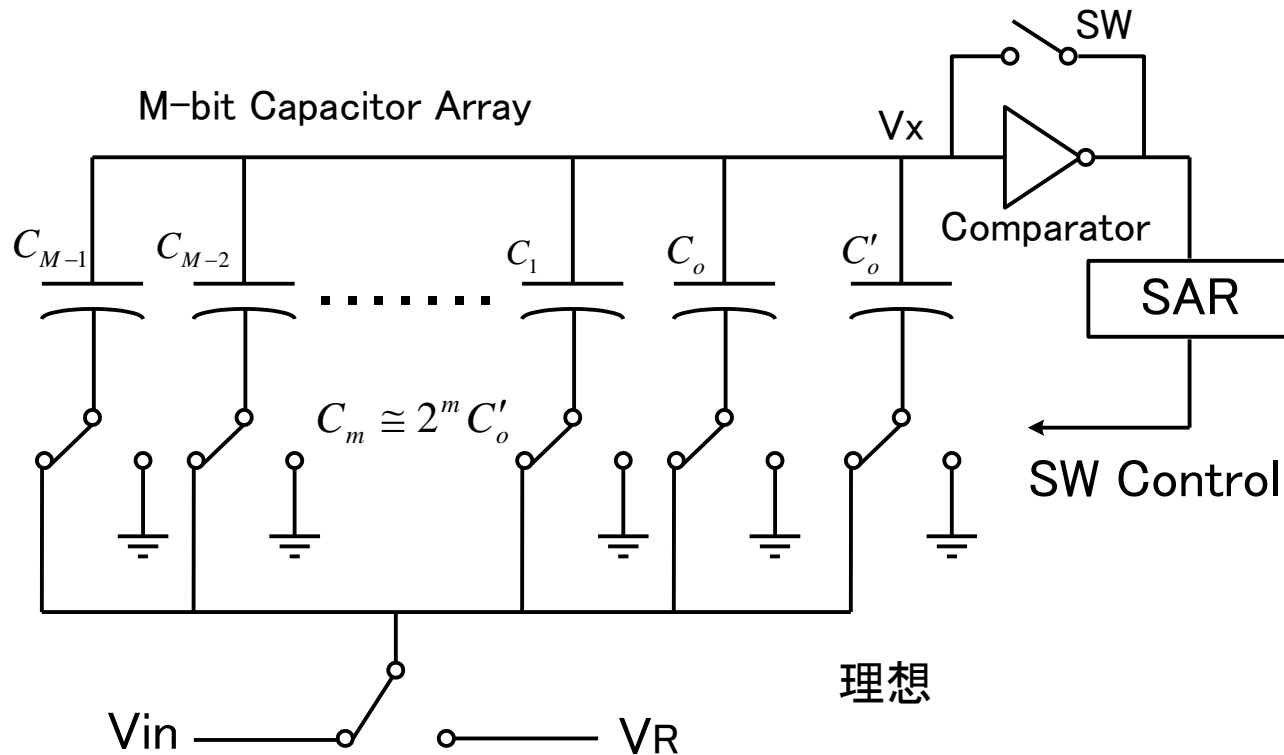 SW
M-bit Capacitor Array
Vx
Comparator
C_{M-1}
C_{M-2}
C_1
C_o
C'_o
SAR
C_m ≅ 2^m C'_o
SW Control
理想
Vin
VR